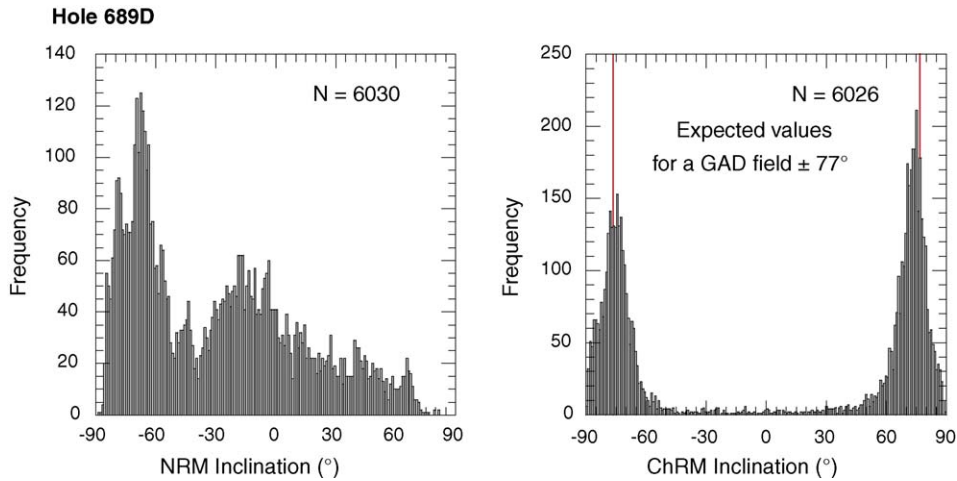 Hole 689D
140
120
100
80
60
40
20
0
Frequency
N = 6030
-90 -60 -30 0 30 60 90
NRM Inclination (°)
250
200
150
100
50
0
Frequency
N = 6026
Expected values
for a GAD field ± 77°
-90 -60 -30 0 30 60 90
ChRM Inclination (°)